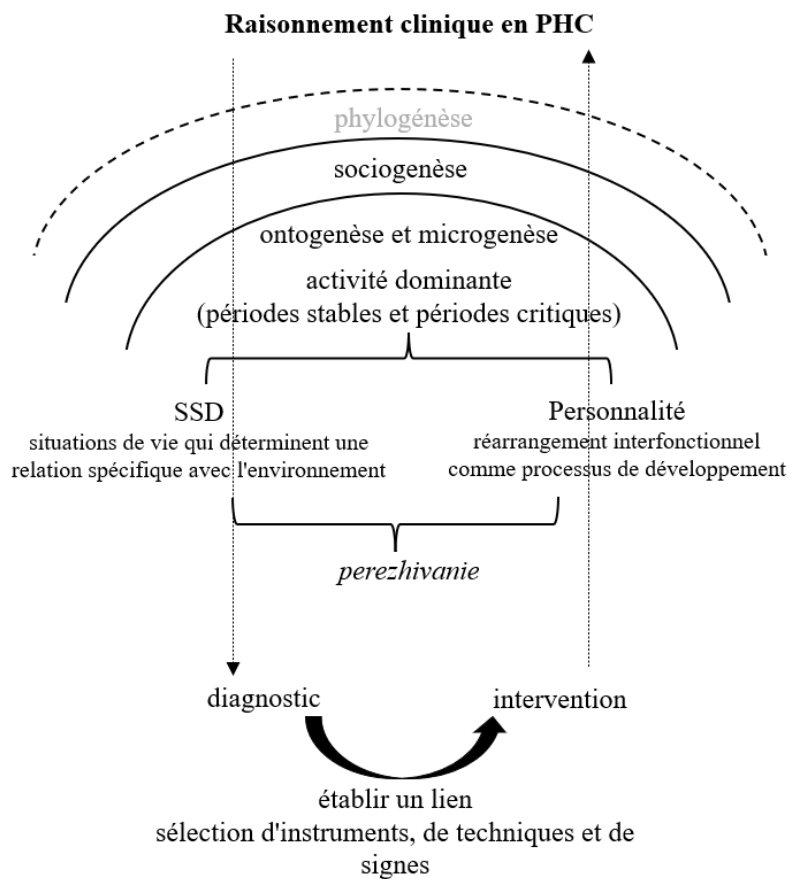 Raisonnement clinique en PHC
phylogénèse
sociogenèse
ontogenèse et microgenèse
activité dominante
(périodes stables et périodes critiques)
SSD
situations de vie qui déterminent une
relation spécifique avec l'environnement
Personnalité
réarrangement interfonctionnel
comme processus de développement
perezhivanie
diagnostic
intervention
établir un lien
sélection d'instruments, de techniques et de
signes